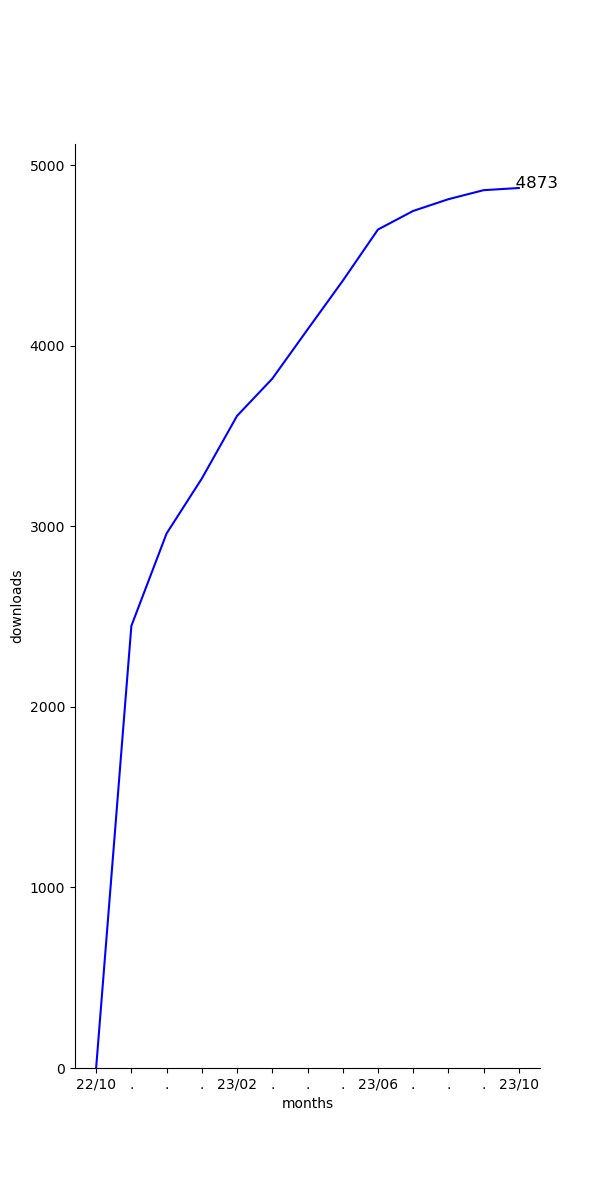 5000
4873
4000
3000
downloads
2000
1000
0
22/10 . . . 23/02 . . . 23/06 . . . 23/10
months